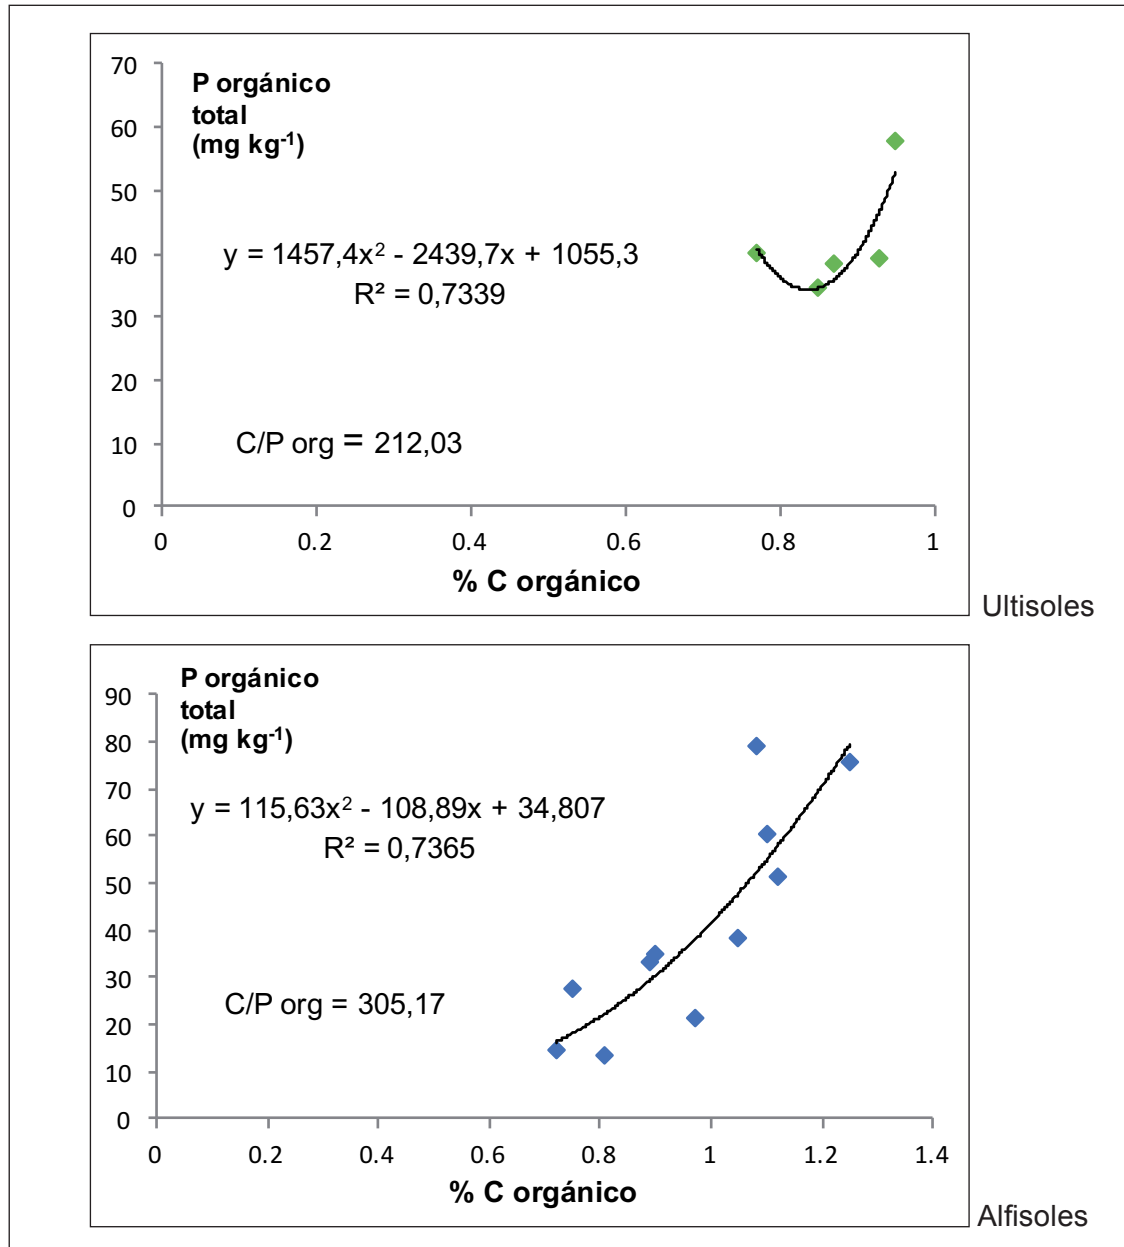 70
60
50
40
30
20
10
0
P orgánico
total
(mg kg⁻¹)
y = 1457,4x² - 2439,7x + 1055,3
R² = 0,7339
C/P org = 212,03
0 0.2 0.4 0.6 0.8 1
% C orgánico
Ultisoles
90
80
70
60
50
40
30
20
10
0
P orgánico
total
(mg kg⁻¹)
y = 115,63x² - 108,89x + 34,807
R² = 0,7365
C/P org = 305,17
0 0.2 0.4 0.6 0.8 1 1.2 1.4
% C orgánico
Alfisoles